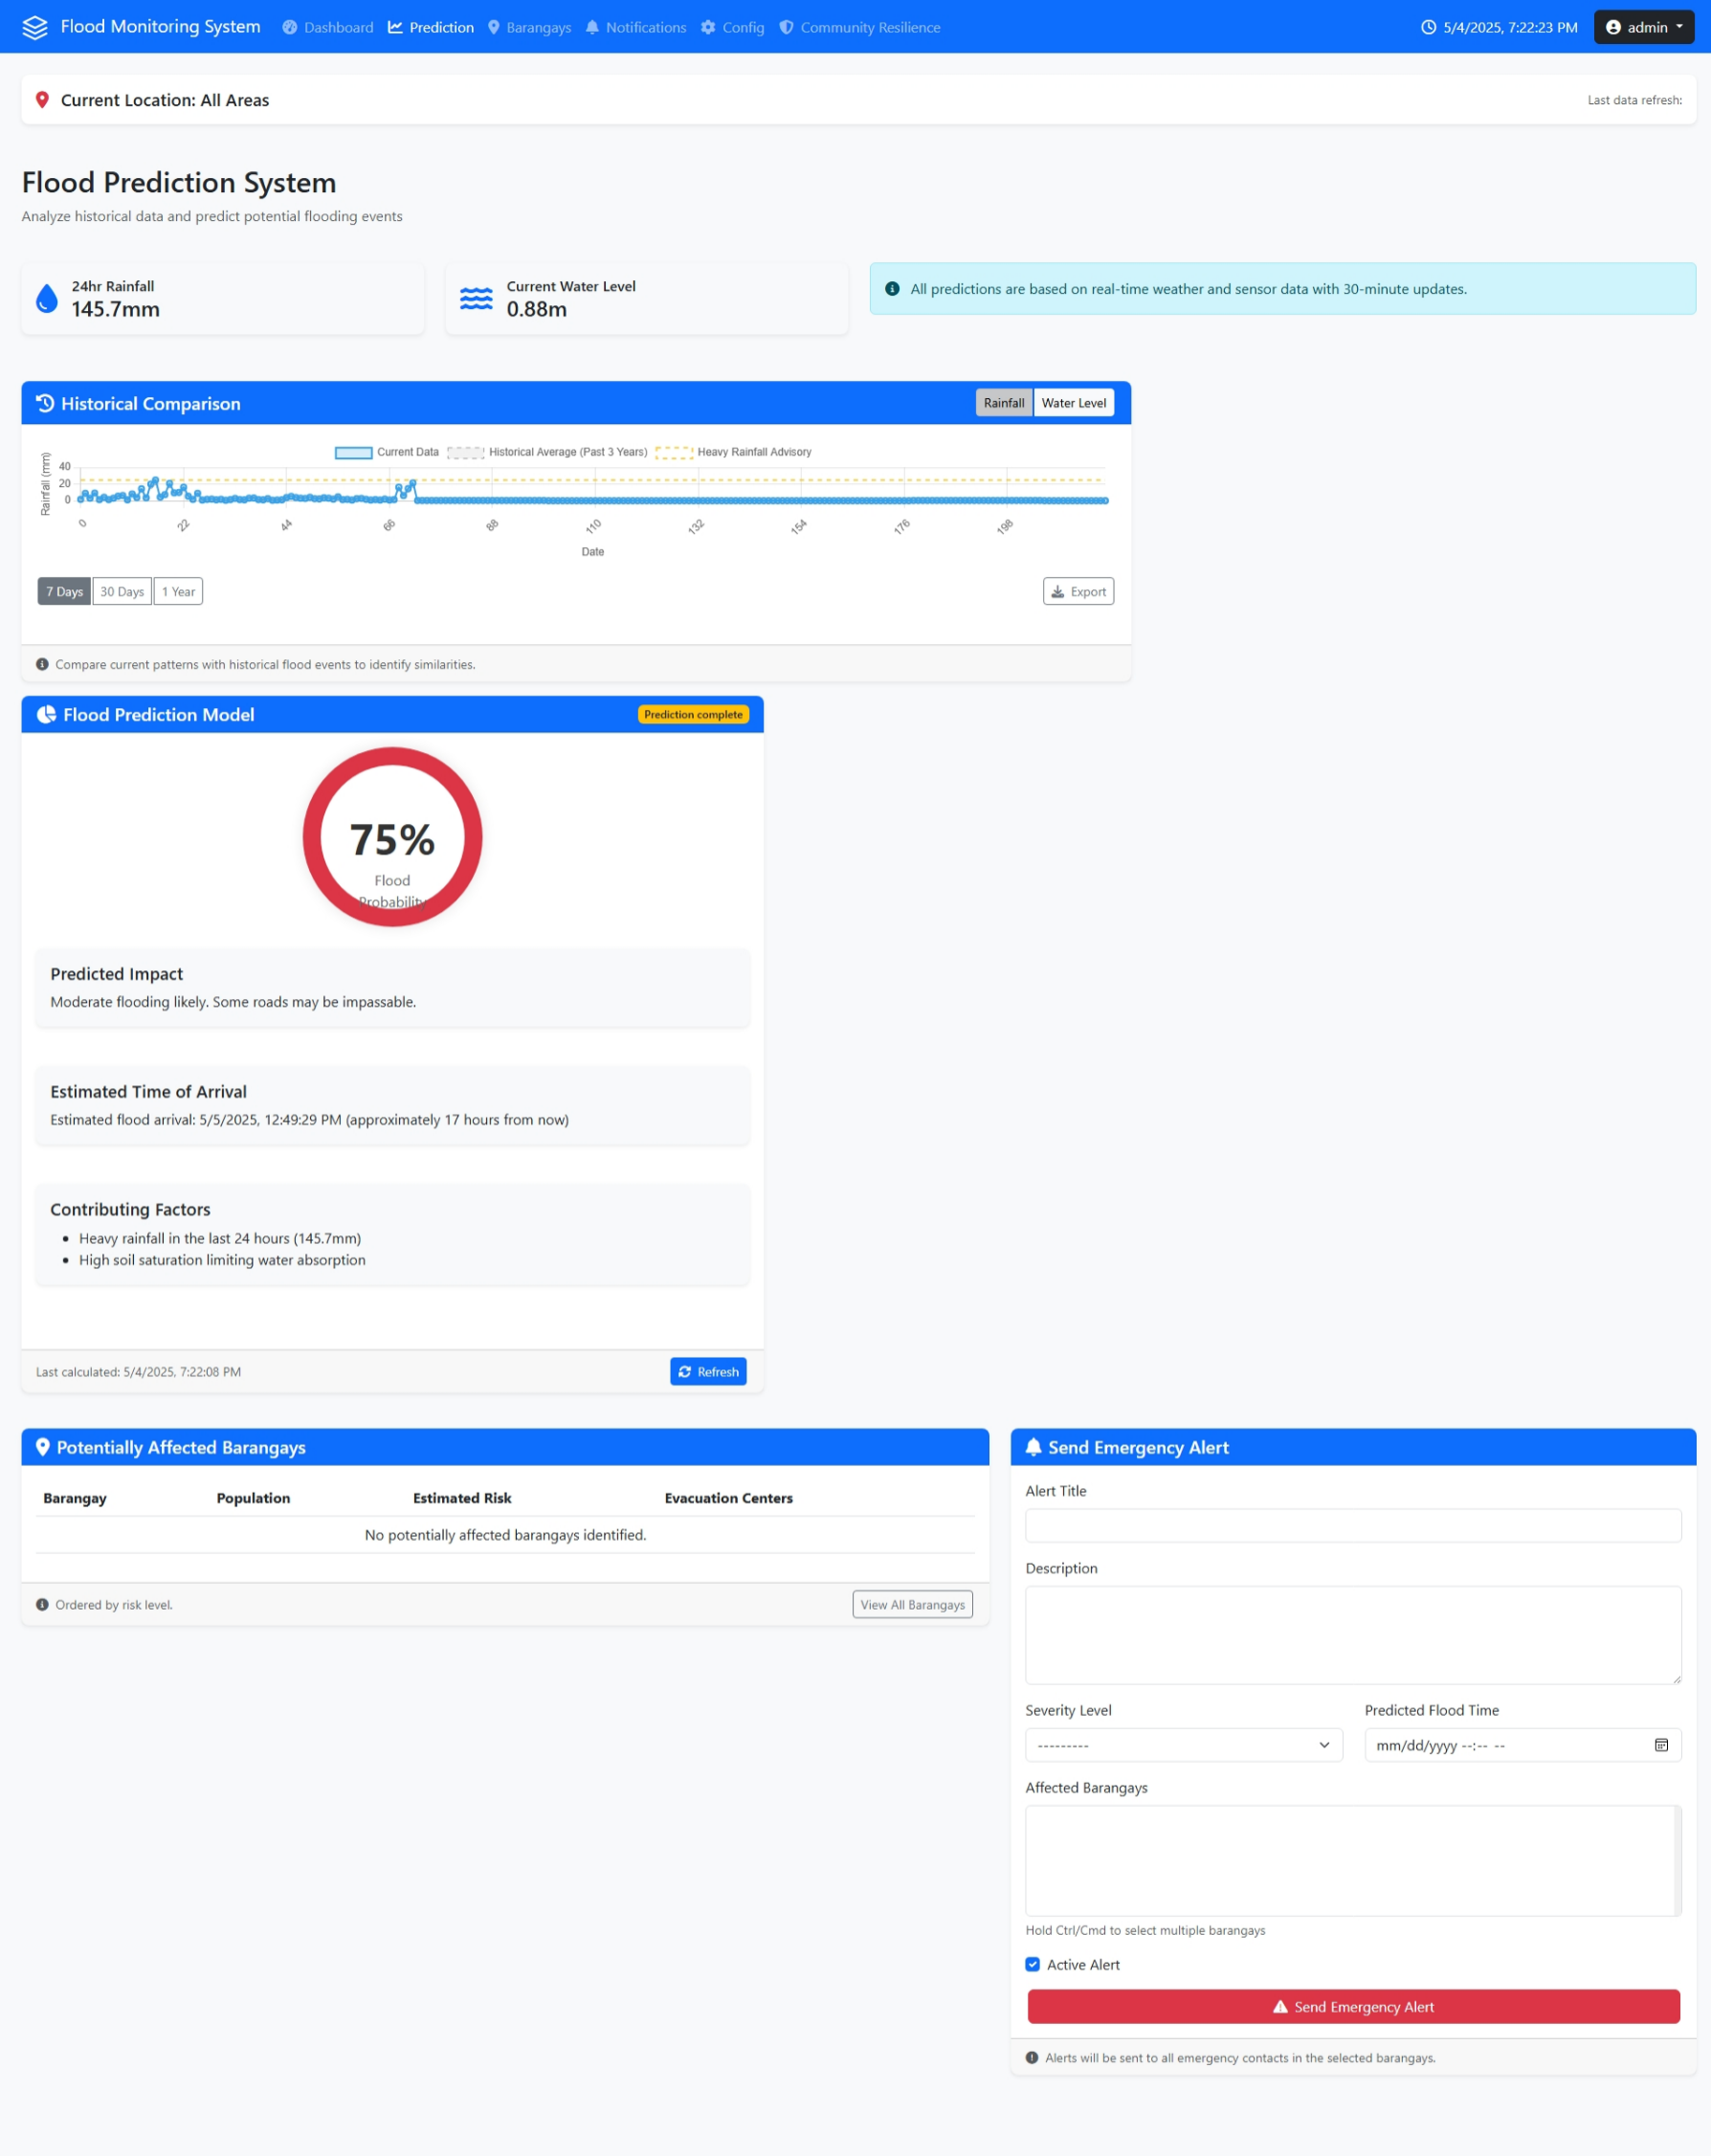 Flood Monitoring System Dashboard Prediction Barangays Notifications Config Community Resilience 5/4/2025, 7:22:23 PM admin
Current Location: All Areas
Last data refresh:
Flood Prediction System
Analyze historical data and predict potential flooding events
24hr Rainfall
145.7mm
Current Water Level
0.88m
All predictions are based on real-time weather and sensor data with 30-minute updates.
Historical Comparison
Rainfall Water Level
Current Data Historical Average (Past 3 Years) Heavy Rainfall Advisory
Rainfall (mm)
40
20
0
0 22 44 66 88 110 132 154 176 198
Date
7 Days 30 Days 1 Year
Export
Compare current patterns with historical flood events to identify similarities.
Flood Prediction Model
Prediction complete
75%
Flood
Probability
Predicted Impact
Moderate flooding likely. Some roads may be impassable.
Estimated Time of Arrival
Estimated flood arrival: 5/5/2025, 12:49:29 PM (approximately 17 hours from now)
Contributing Factors
Heavy rainfall in the last 24 hours (145.7mm)
High soil saturation limiting water absorption
Last calculated: 5/4/2025, 7:22:08 PM
Refresh
Potentially Affected Barangays
Barangay Population Estimated Risk Evacuation Centers
No potentially affected barangays identified.
Ordered by risk level.
View All Barangays
Send Emergency Alert
Alert Title
Description
Severity Level
---------
Predicted Flood Time
mm/dd/yyyy --:-- --
Affected Barangays
Hold Ctrl/Cmd to select multiple barangays
Active Alert
Send Emergency Alert
Alerts will be sent to all emergency contacts in the selected barangays.